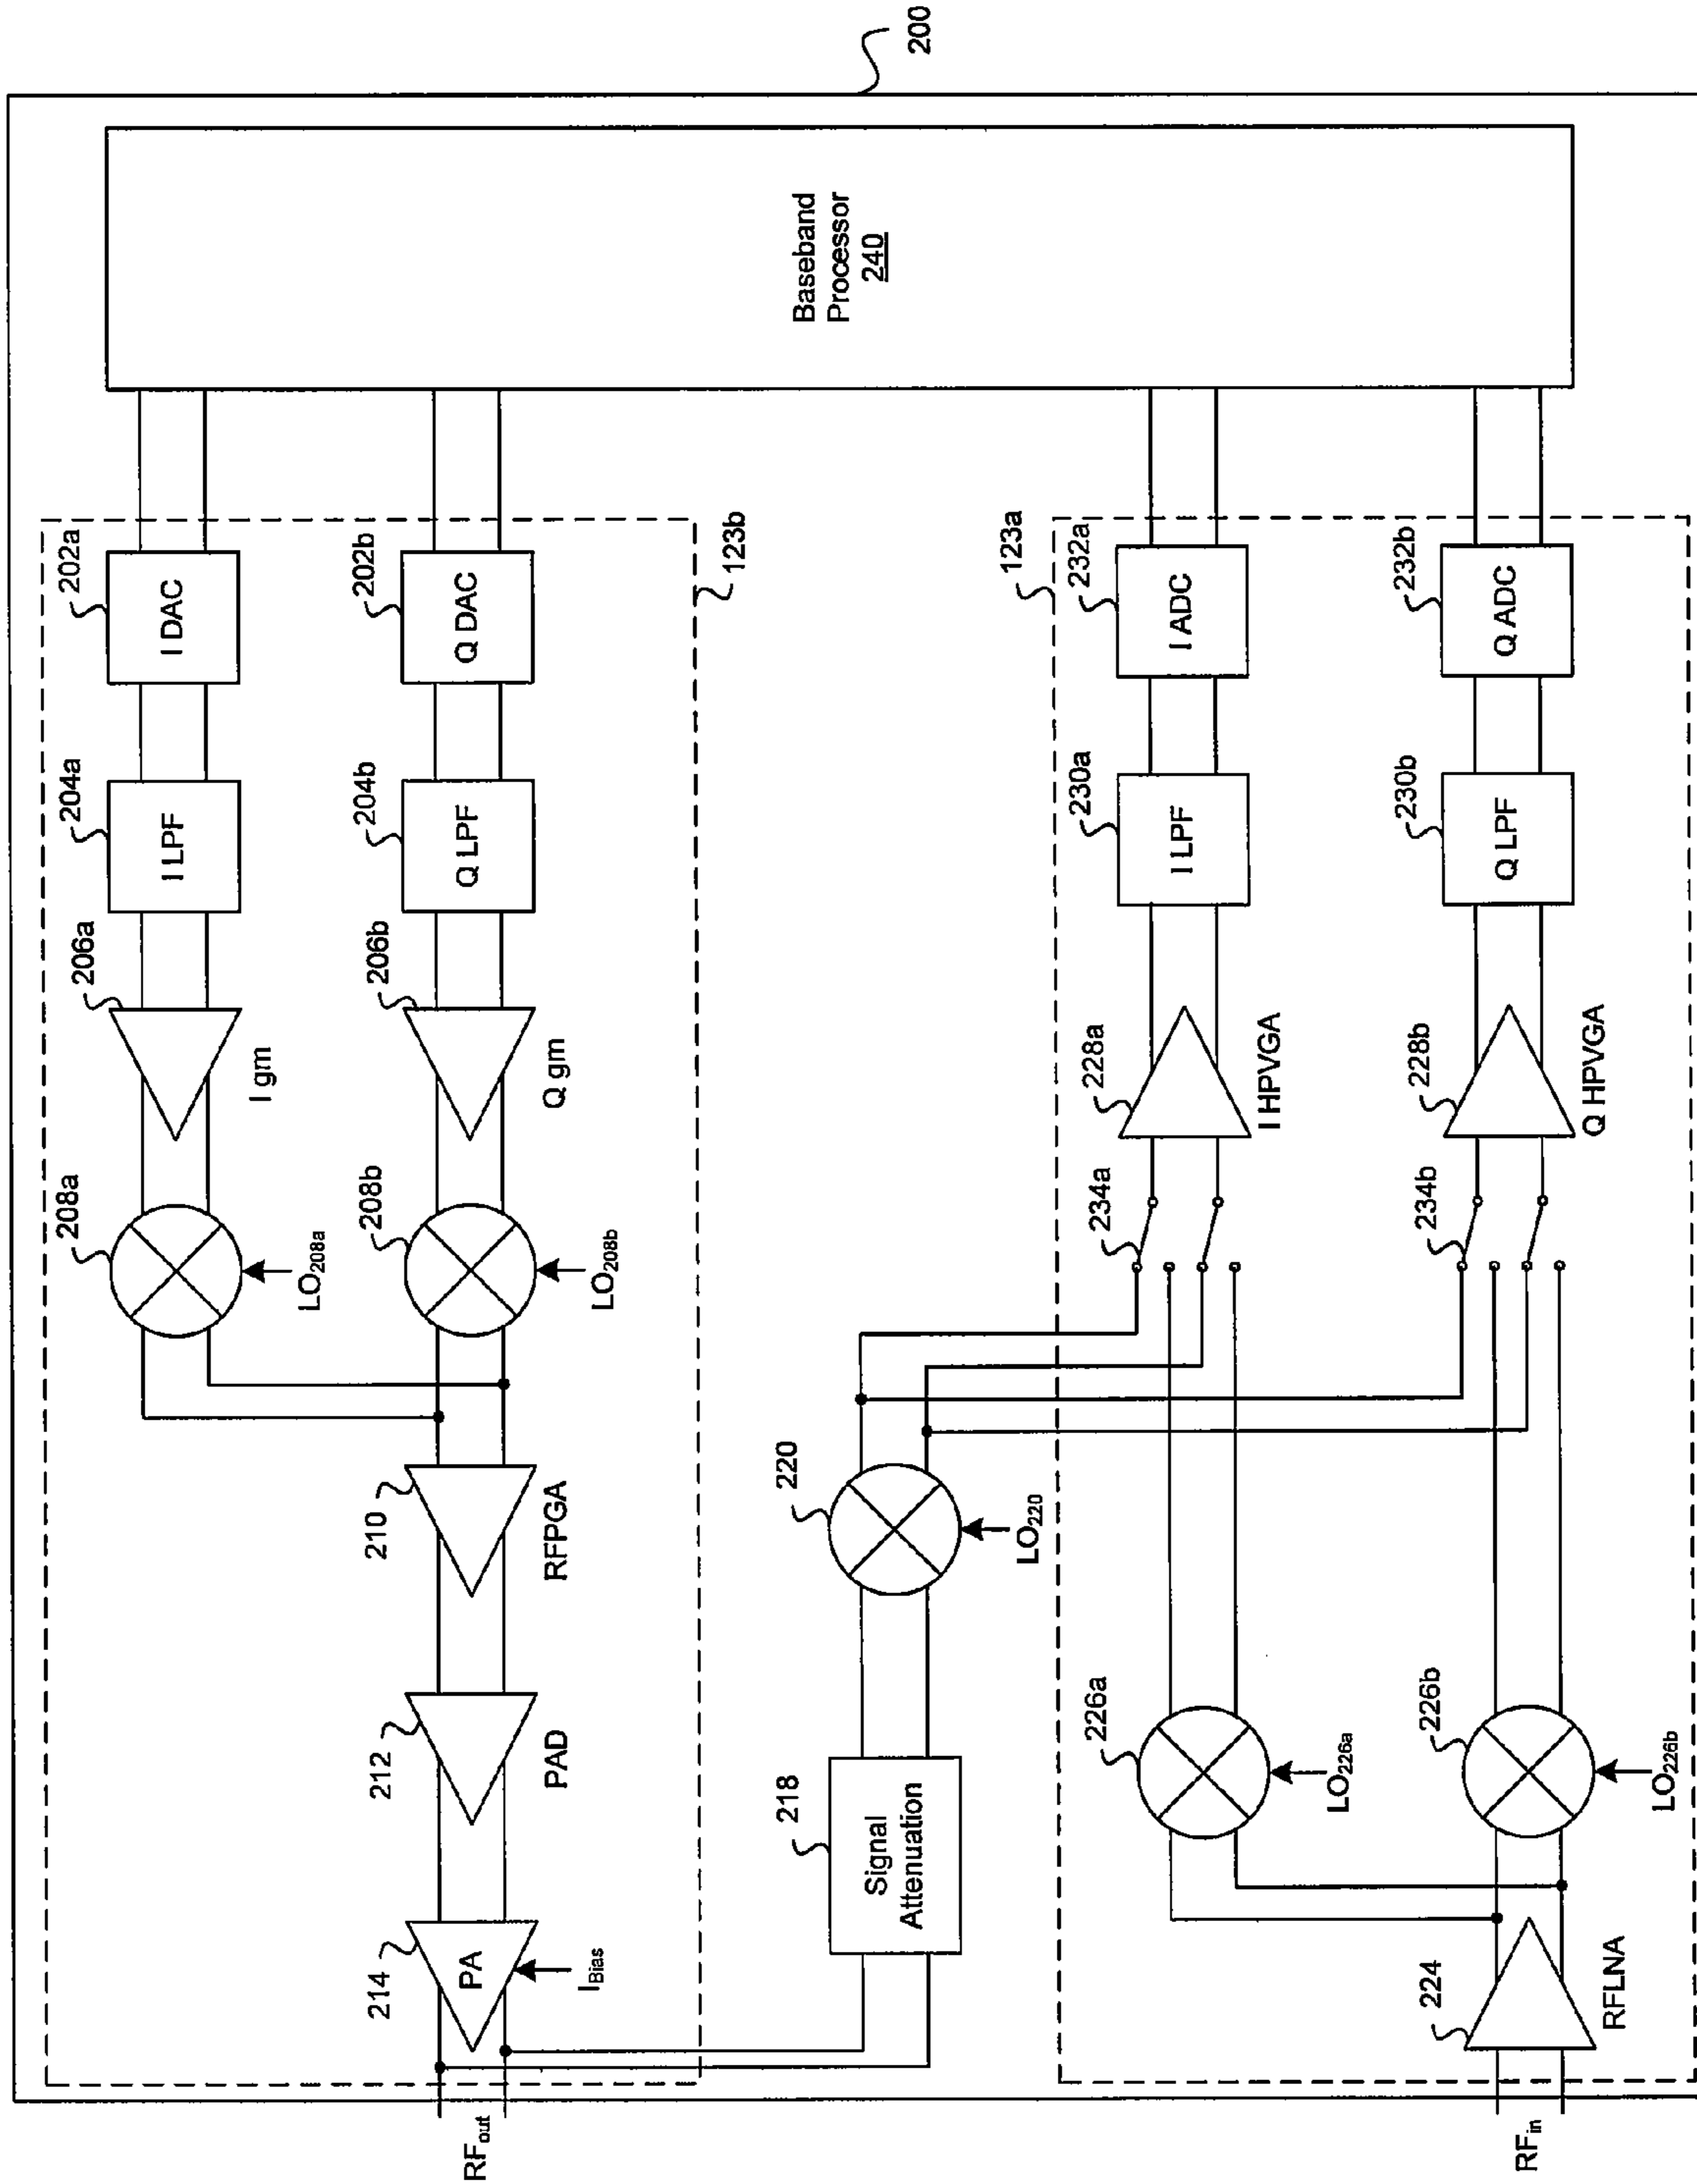 200
Baseband
Processor
240
202a
I DAC
204a
I LPF
206a
I gm
208a
LO208a
202b
Q DAC
204b
Q LPF
206b
Q gm
208b
LO208b
210
RFPGA
212
PAD
214
PA
IBias
RFout
123b
218
Signal
Attenuation
220
LO220
123a
232a
I ADC
230a
I LPF
228a
I HPVGA
234a
226a
LO226a
232b
Q ADC
230b
Q LPF
228b
Q HPVGA
234b
226b
LO226b
224
RFLNA
RFin